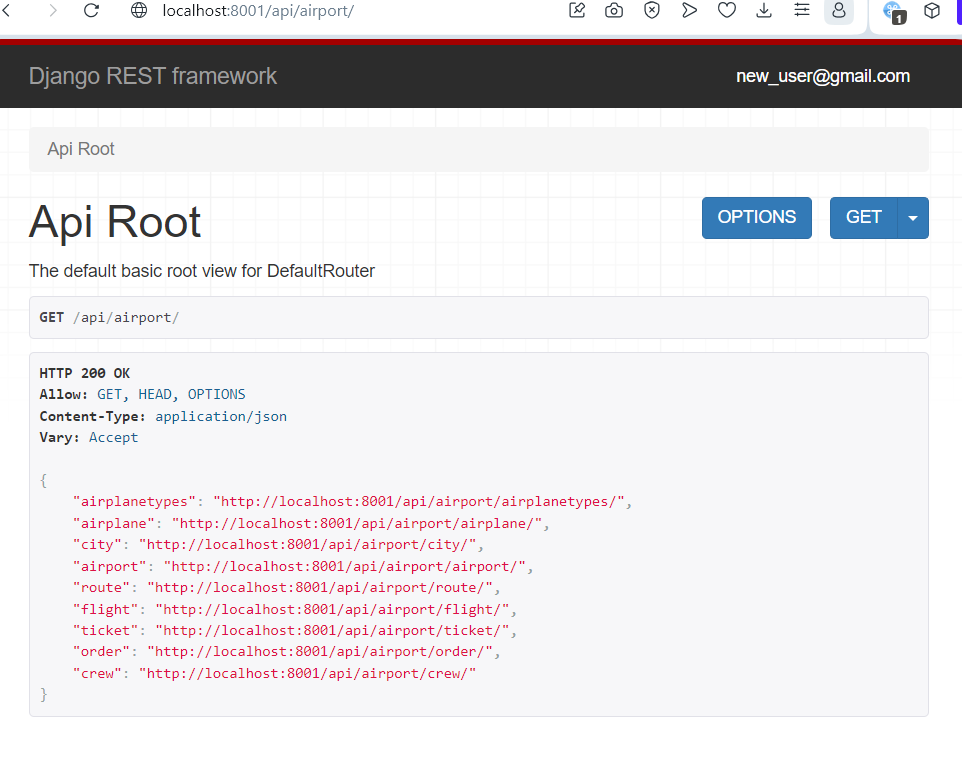 localhost:8001/api/airport/
1
Django REST framework
new_user@gmail.com
Api Root
Api Root
OPTIONS
GET
The default basic root view for DefaultRouter
GET /api/airport/
HTTP 200 OK
Allow: GET, HEAD, OPTIONS
Content-Type: application/json
Vary: Accept
{
    "airplanetypes": "http://localhost:8001/api/airport/airplanetypes/",
    "airplane": "http://localhost:8001/api/airport/airplane/",
    "city": "http://localhost:8001/api/airport/city/",
    "airport": "http://localhost:8001/api/airport/airport/",
    "route": "http://localhost:8001/api/airport/route/",
    "flight": "http://localhost:8001/api/airport/flight/",
    "ticket": "http://localhost:8001/api/airport/ticket/",
    "order": "http://localhost:8001/api/airport/order/",
    "crew": "http://localhost:8001/api/airport/crew/"
}